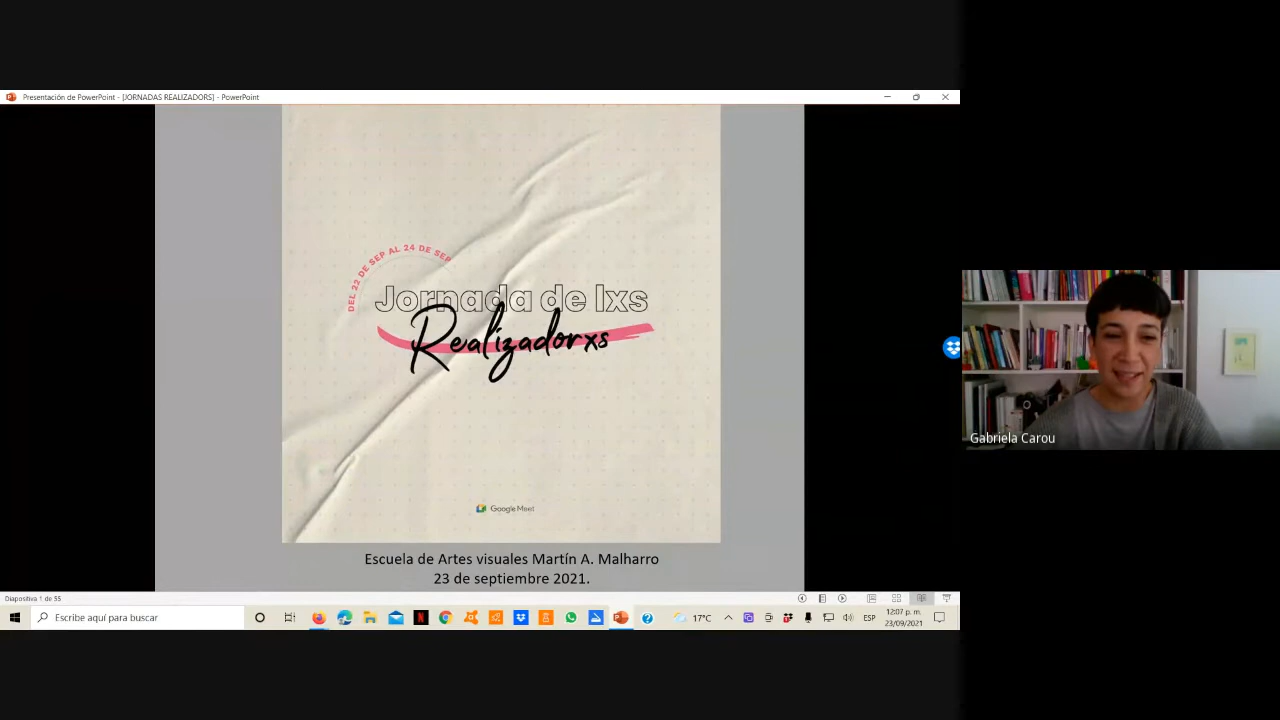 Presentación de PowerPoint - [JORNADAS REALIZADORS] - PowerPoint
DEL 22 DE SEP AL 24 DE SEP
Jornada de lxs
Realizadorxs
Google Meet
Escuela de Artes visuales Martín A. Malharro
23 de septiembre 2021.
Gabriela Carou
Diapositiva 1 de 55
Escribe aquí para buscar
17°C
ESP
12:07 p. m.
23/09/2021